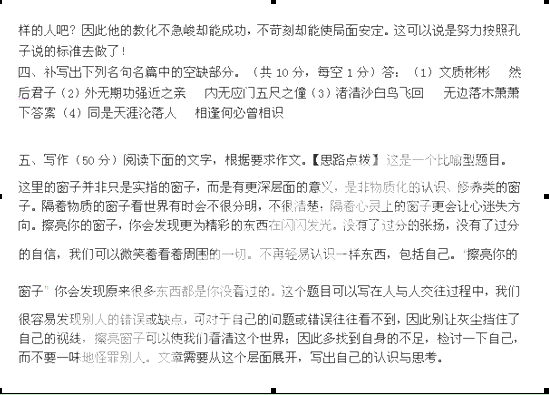 样的人吧？因此他的教化不急峻却能成功，不苛刻却能使局面安定。这可以说是努力按照孔
子说的标准去做了！
四、补写出下列名句名篇中的空缺部分。（共10分，每空1分）答：（1）文质彬彬　然
后君子（2）外无期功强近之亲　内无应门五尺之僮（3）渚清沙白鸟飞回　无边落木萧萧
下答案（4）同是天涯沦落人　相逢何必曾相识
五、写作（50分）阅读下面的文字，根据要求作文。【思路点拨】这是一个比喻型题目。
这里的窗子并非只是实指的窗子，而是有更深层面的意义，是非物质化的认识、修养类的窗
子。隔着物质的窗子看世界有时会不很分明，不很清楚，隔着心灵上的窗子更会让心迷失方
向。擦亮你的窗子，你会发现更为精彩的东西在闪闪发光。没有了过分的张扬，没有了过分
的自信，我们可以微笑着看着周围的一切。不再轻易认识一样东西，包括自己。“擦亮你的
窗子”你会发现原来很多东西都是你没看过的。这个题目可以写在人与人交往过程中，我们
很容易发现别人的错误或缺点，可对于自己的问题或错误往往看不到，因此别让灰尘挡住了
自己的视线，擦亮窗子可以使我们看清这个世界；因此多找到自身的不足，检讨一下自己，
而不要一味地怪罪别人。文章需要从这个层面展开，写出自己的认识与思考。